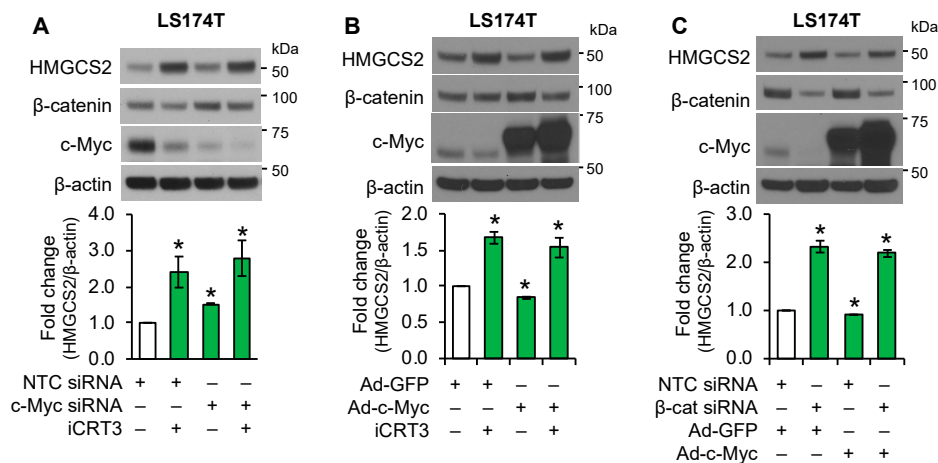 A
LS174T
kDa
HMGCS2
50
β-catenin
100
c-Myc
75
50
β-actin
Fold change
(HMGCS2/β-actin)
4.0
3.0
2.0
1.0
0.0
*
*
*
NTC siRNA + + – –
c-Myc siRNA – – + +
iCRT3 – + – +
B
LS174T
kDa
HMGCS2
50
β-catenin
100
c-Myc
75
50
β-actin
Fold change
(HMGCS2/β-actin)
2.0
1.5
1.0
0.5
0.0
*
*
*
Ad-GFP + + – –
Ad-c-Myc – – + +
iCRT3 – + – +
C
LS174T
kDa
HMGCS2
50
β-catenin
100
c-Myc
75
50
β-actin
Fold change
(HMGCS2/β-actin)
3.0
2.0
1.0
0.0
*
*
*
NTC siRNA + – + –
β-cat siRNA – + – +
Ad-GFP + + – –
Ad-c-Myc – – + +